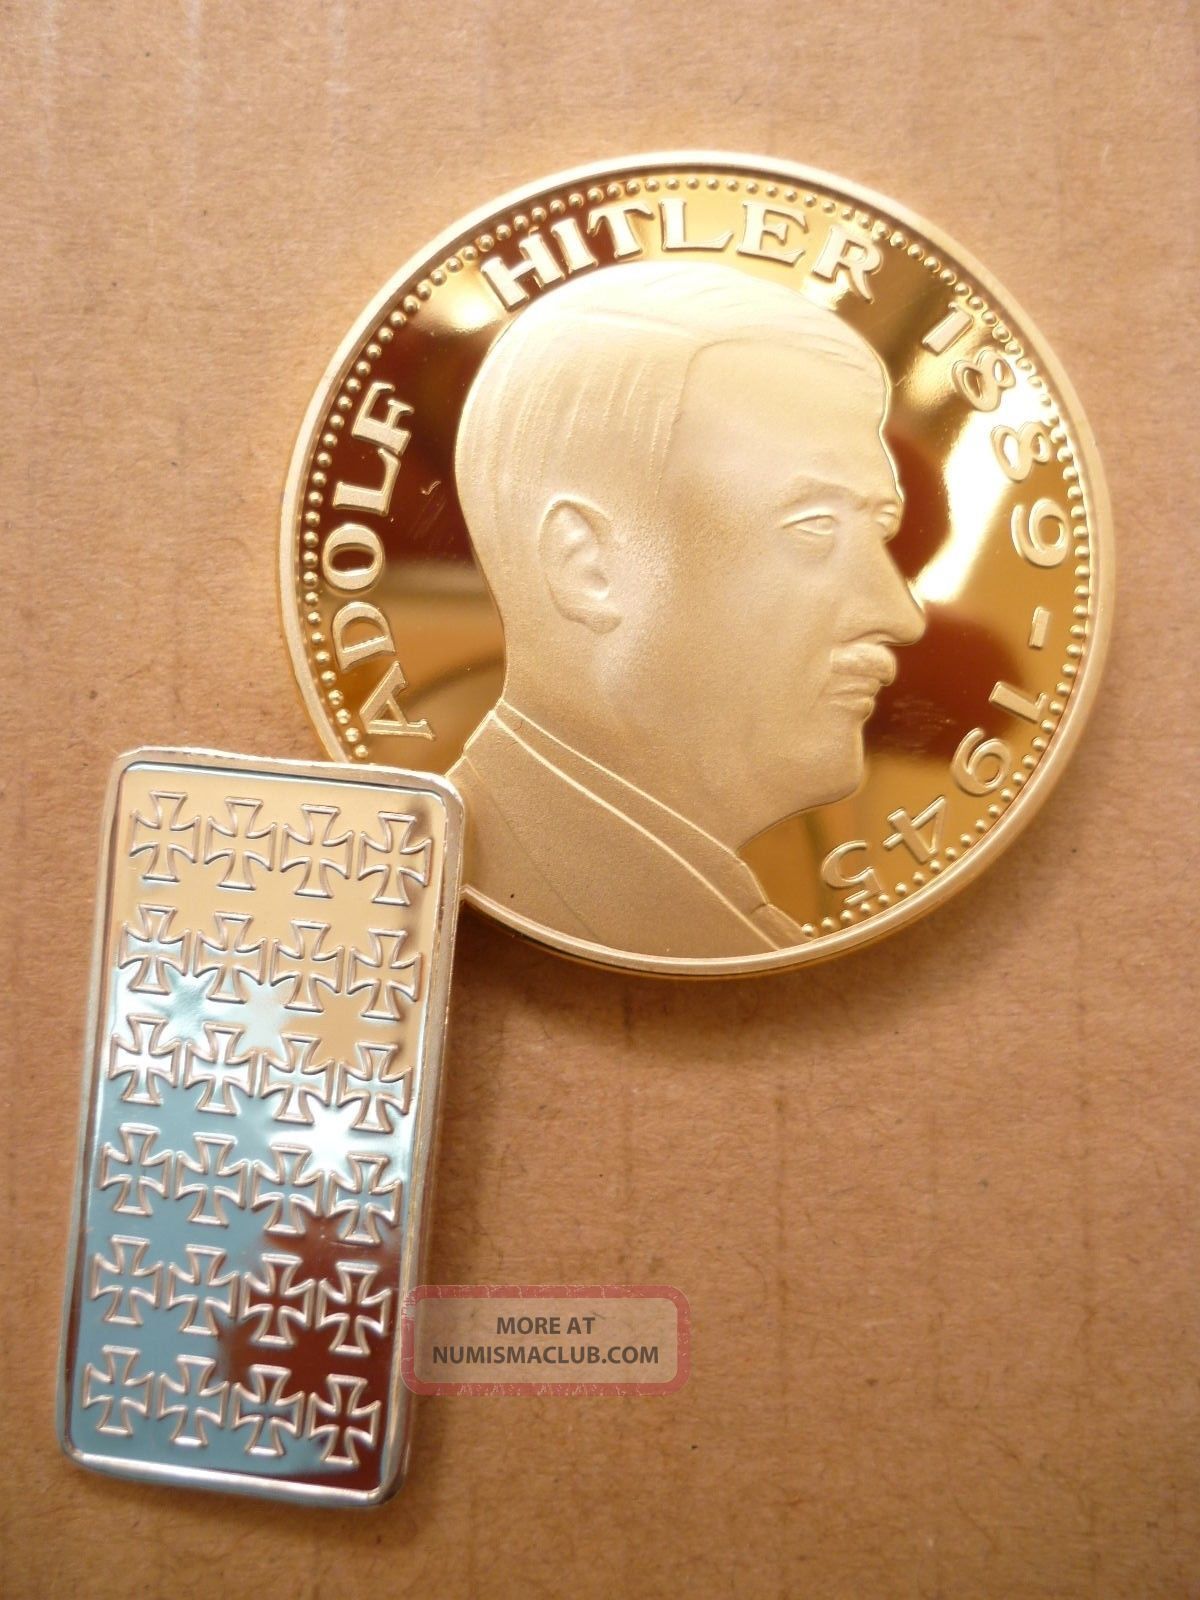 ADOLF HITLER 1889-1945
MORE AT
NUMISMACLUB.COM